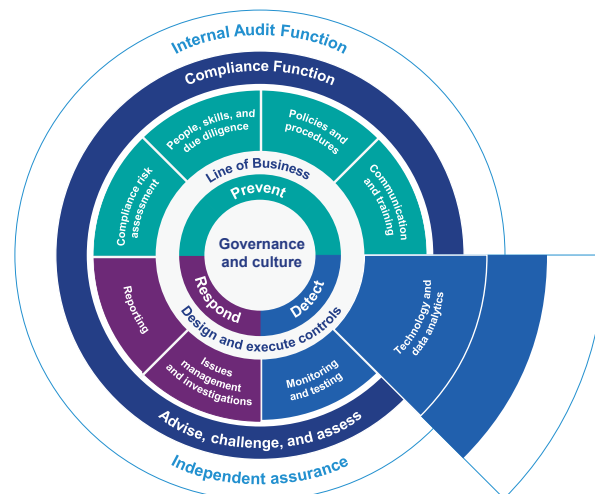 Internal Audit Function
Compliance Function
People, skills, and
due diligence
Policies and
procedures
Compliance risk
assessment
Communication
and training
Line of Business
Prevent
Governance
and culture
Respond
Detect
Design and execute controls
Reporting
Technology and
data analytics
Issues
management
and investigations
Monitoring
and testing
Advise, challenge, and assess
Independent assurance